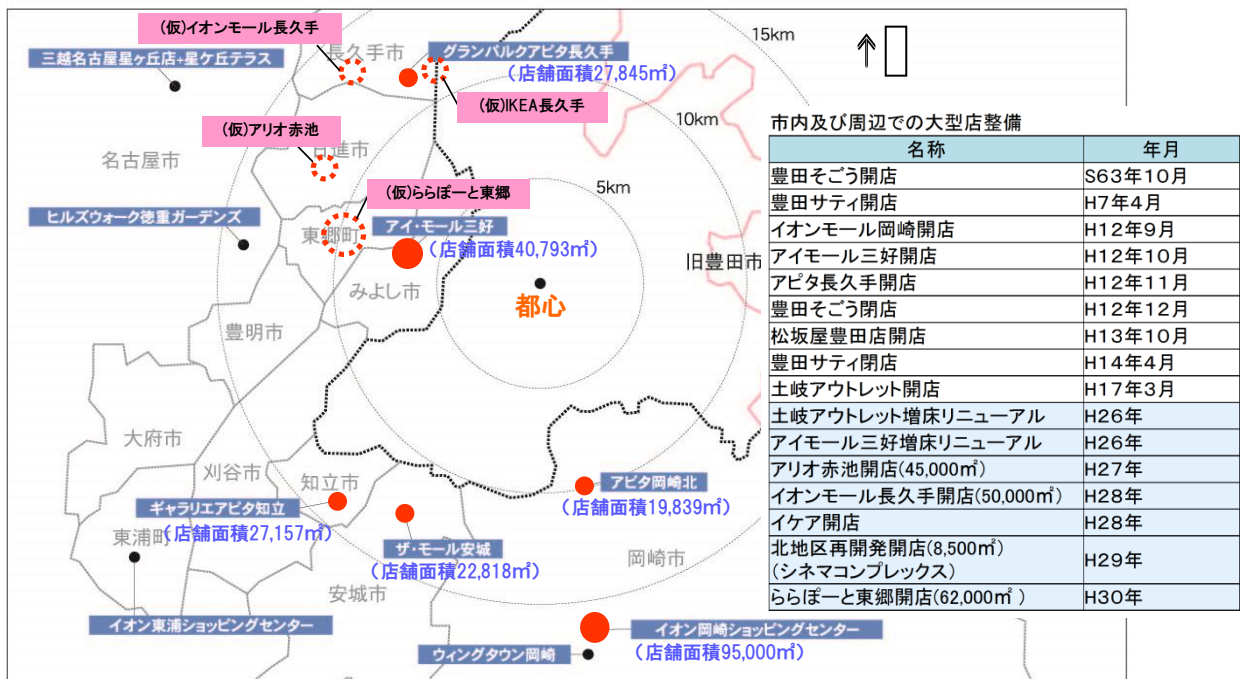 (仮)イオンモール長久手
15km
三越名古屋星ヶ丘店+星ケ丘テラス
長久手市
グランパルクアピタ長久手
(店舗面積27,845㎡)
(仮)IKEA長久手
(仮)アリオ赤池
10km
名古屋市
日進市
(仮)ららぽーと東郷
5km
ヒルズウォーク徳重ガーデンズ
東郷町
アイ・モール三好
(店舗面積40,793㎡)
旧豊田市
みよし市
都心
豊明市
大府市
刈谷市
知立市
アピタ岡崎北
(店舗面積19,839㎡)
ギャラリエアピタ知立
(店舗面積27,157㎡)
東浦町
ザ・モール安城
(店舗面積22,818㎡)
岡崎市
安城市
イオン東浦ショッピングセンター
イオン岡崎ショッピングセンター
(店舗面積95,000㎡)
ウィングタウン岡崎
市内及び周辺での大型店整備
名称 年月
豊田そごう開店 S63年10月
豊田サティ開店 H7年4月
イオンモール岡崎開店 H12年9月
アイモール三好開店 H12年10月
アピタ長久手開店 H12年11月
豊田そごう閉店 H12年12月
松坂屋豊田店開店 H13年10月
豊田サティ閉店 H14年4月
土岐アウトレット開店 H17年3月
土岐アウトレット増床リニューアル H26年
アイモール三好増床リニューアル H26年
アリオ赤池開店(45,000㎡) H27年
イオンモール長久手開店(50,000㎡) H28年
イケア開店 H28年
北地区再開発開店(8,500㎡)
(シネマコンプレックス) H29年
ららぽーと東郷開店(62,000㎡ ) H30年